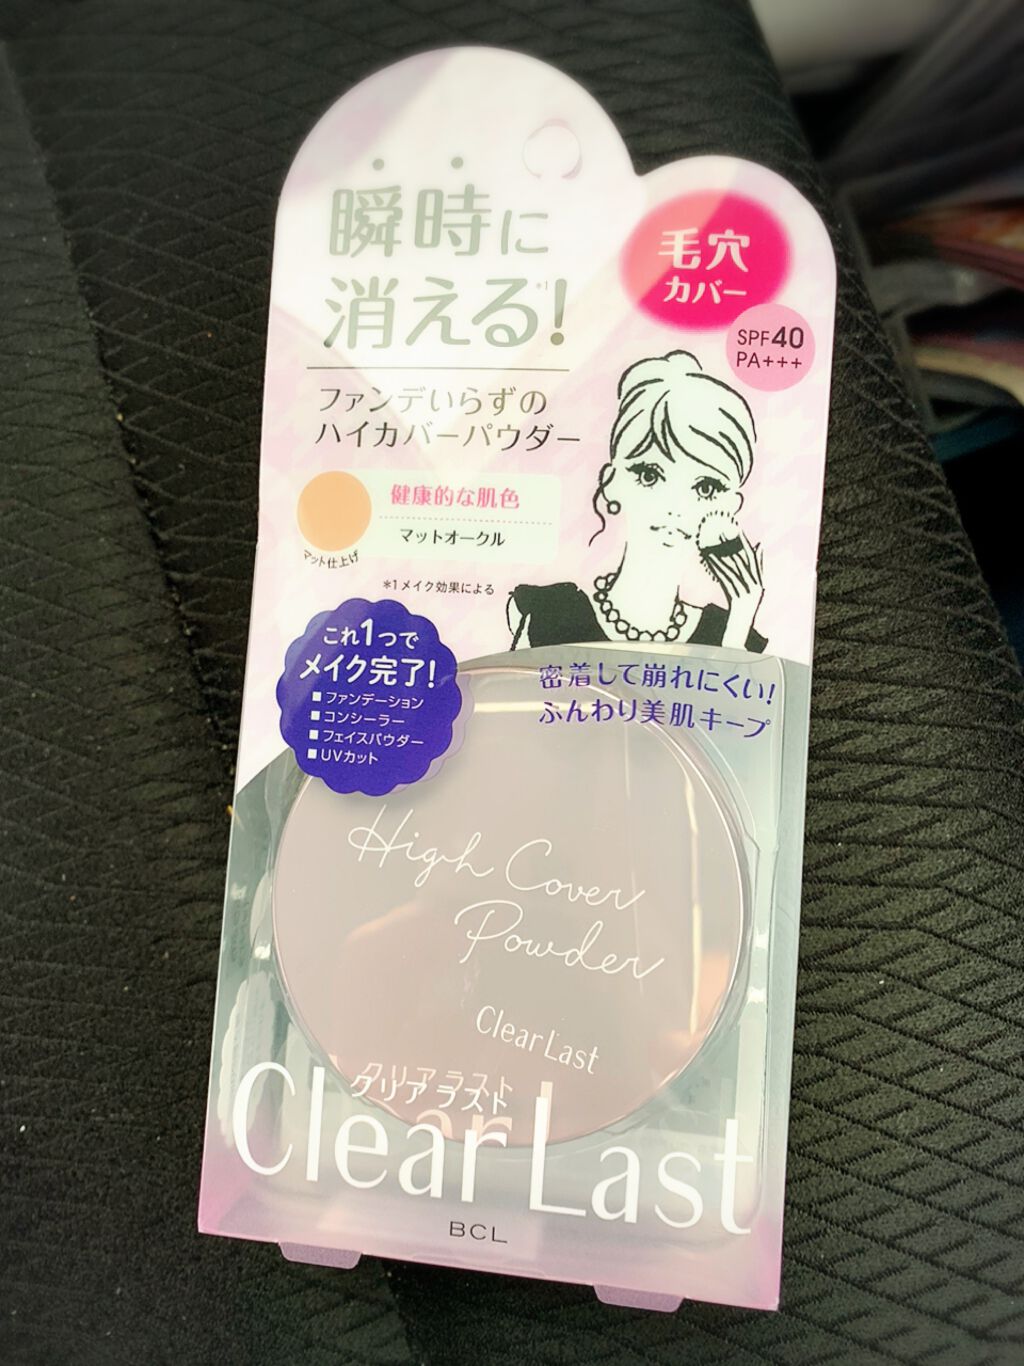 瞬時に
消える!
*1
毛穴
カバー
SPF40
PA+++
ファンデいらずの
ハイカバーパウダー
健康的な肌色
マットオークル
マット仕上げ
*1メイク効果による
これ1つで
メイク完了!
■ファンデーション
■コンシーラー
■フェイスパウダー
■UVカット
密着して崩れにくい!
ふんわり美肌キープ
High Cover
Powder
ClearLast
クリアラスト
ClearLast
BCL